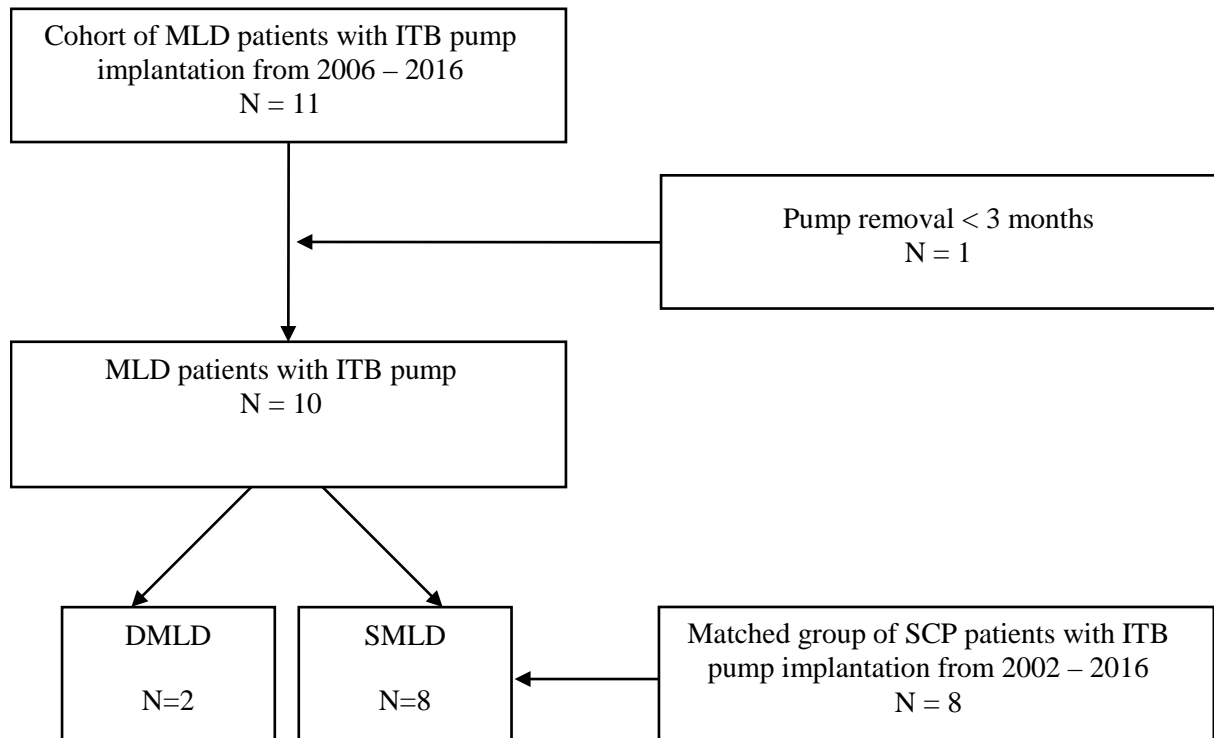 Cohort of MLD patients with ITB pump
implantation from 2006 – 2016
N = 11
Pump removal < 3 months
N = 1
MLD patients with ITB pump
N = 10
DMLD
N=2
SMLD
N=8
Matched group of SCP patients with ITB
pump implantation from 2002 – 2016
N = 8